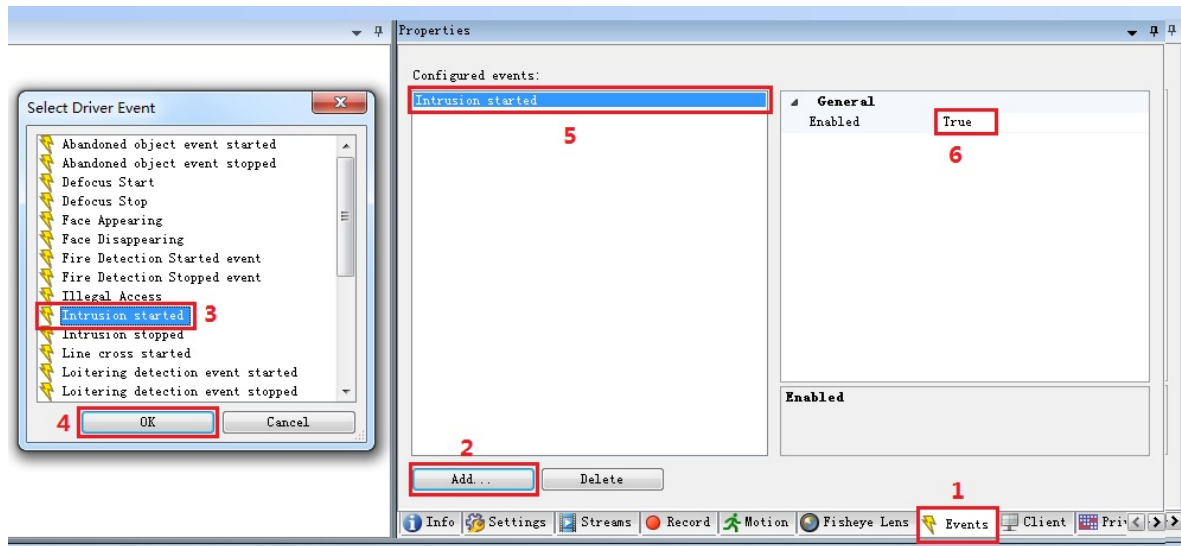 Properties
Configured events:
Select Driver Event
Intrusion started
General
Enabled True
5
6
Abandoned object event started
Abandoned object event stopped
Defocus Start
Defocus Stop
Face Appearing
Face Disappearing
Fire Detection Started event
Fire Detection Stopped event
Illegal Access
Intrusion started 3
Intrusion stopped
Line cross started
Loitering detection event started
Loitering detection event stopped
4 OK Cancel
Enabled
2
Add... Delete
1
Info Settings Streams Record Motion Fisheye Lens Events Client Pri